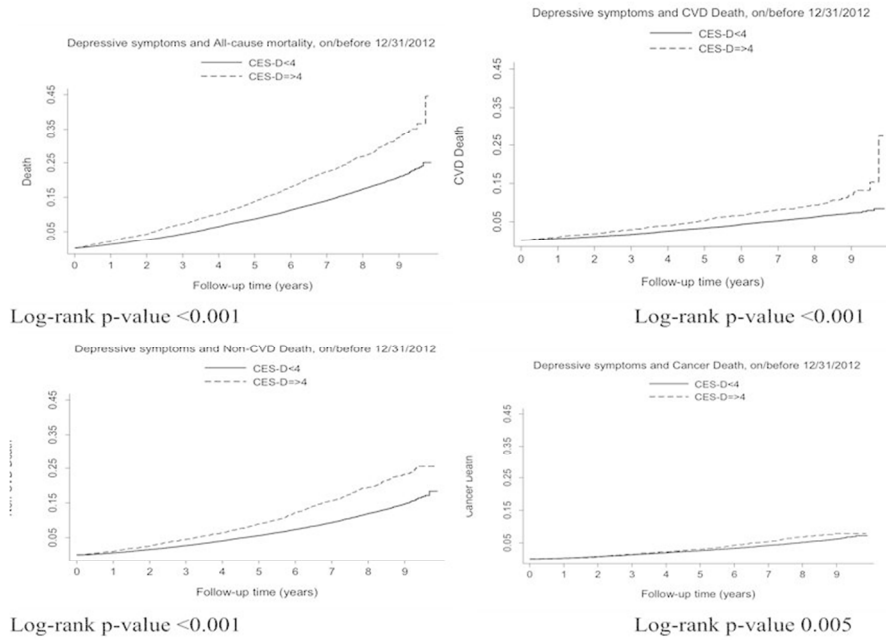 Depressive symptoms and All-cause mortality, on/before 12/31/2012
CES-D<4
CES-D=>4
Death
0.45
0.35
0.25
0.15
0.05
0 1 2 3 4 5 6 7 8 9
Follow-up time (years)
Log-rank p-value <0.001
Depressive symptoms and CVD Death, on/before 12/31/2012
CES-D<4
CES-D=>4
CVD Death
0.45
0.35
0.25
0.15
0.05
0 1 2 3 4 5 6 7 8 9
Follow-up time (years)
Log-rank p-value <0.001
Depressive symptoms and Non-CVD Death, on/before 12/31/2012
CES-D<4
CES-D=>4
0.45
0.35
0.25
0.15
0.05
0 1 2 3 4 5 6 7 8 9
Follow-up time (years)
Log-rank p-value <0.001
Depressive symptoms and Cancer Death, on/before 12/31/2012
CES-D<4
CES-D=>4
Cancer Death
0.45
0.35
0.25
0.15
0.05
0 1 2 3 4 5 6 7 8 9
Follow-up time (years)
Log-rank p-value 0.005